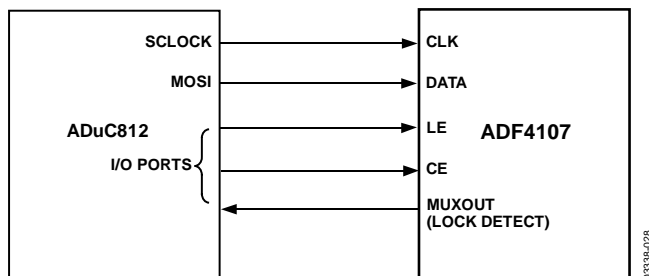 SCLOCK
CLK
MOSI
DATA
ADuC812
I/O PORTS
LE
ADF4107
CE
MUXOUT
(LOCK DETECT)